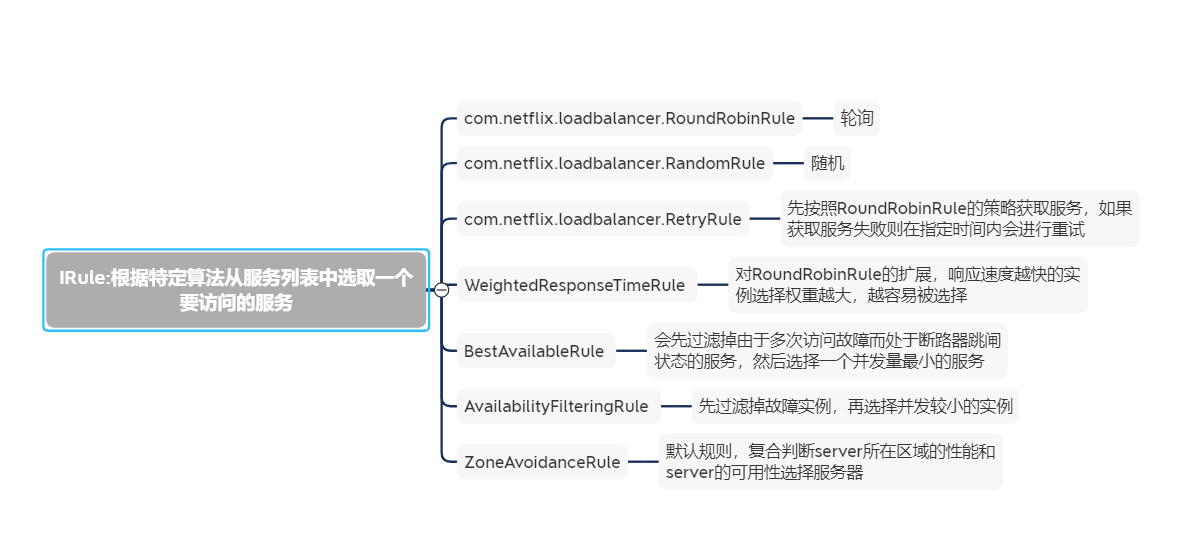 com.netflix.loadbalancer.RoundRobinRule
轮询
com.netflix.loadbalancer.RandomRule
随机
com.netflix.loadbalancer.RetryRule
先按照RoundRobinRule的策略获取服务，如果
获取服务失败则在指定时间内会进行重试
IRule:根据特定算法从服务列表中选取一个
要访问的服务
WeightedResponseTimeRule
对RoundRobinRule的扩展，响应速度越快的实
例选择权重越大，越容易被选择
BestAvailableRule
会先过滤掉由于多次访问故障而处于断路器跳闸
状态的服务，然后选择一个并发量最小的服务
AvailabilityFilteringRule
先过滤掉故障实例，再选择并发较小的实例
ZoneAvoidanceRule
默认规则，复合判断server所在区域的性能和
server的可用性选择服务器